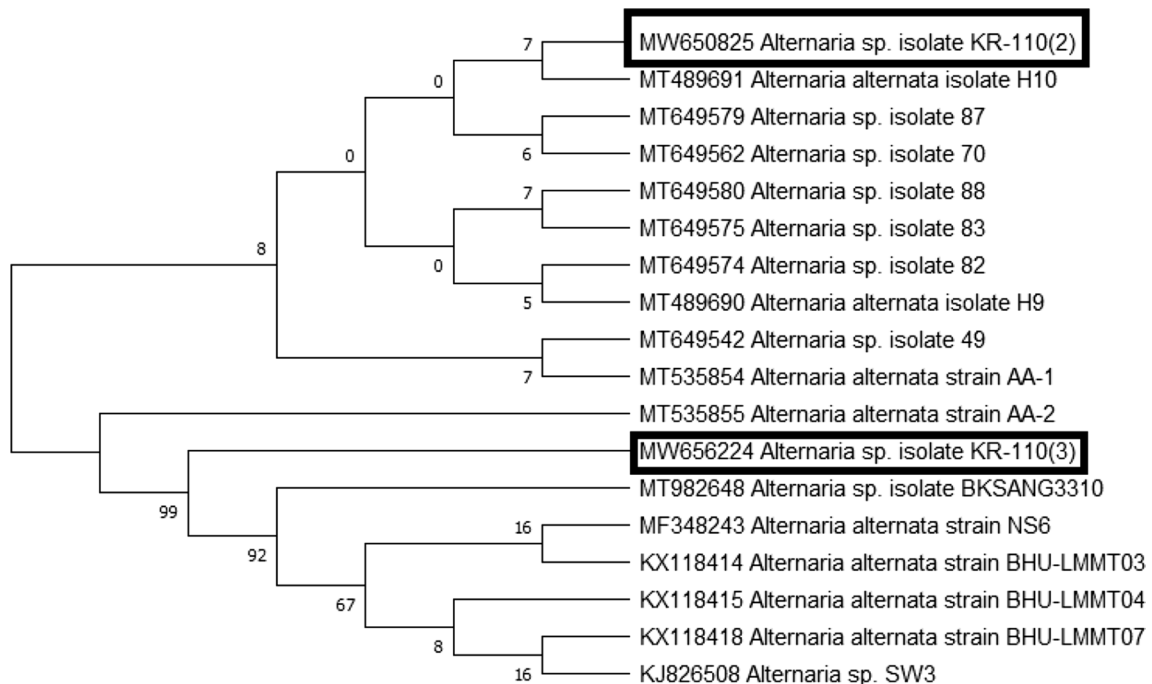 7
MW650825 Alternaria sp. isolate KR-110(2)
0
MT489691 Alternaria alternata isolate H10
MT649579 Alternaria sp. isolate 87
0
6
MT649562 Alternaria sp. isolate 70
7
MT649580 Alternaria sp. isolate 88
MT649575 Alternaria sp. isolate 83
8
0
MT649574 Alternaria sp. isolate 82
5
MT489690 Alternaria alternata isolate H9
MT649542 Alternaria sp. isolate 49
7
MT535854 Alternaria alternata strain AA-1
MT535855 Alternaria alternata strain AA-2
MW656224 Alternaria sp. isolate KR-110(3)
MT982648 Alternaria sp. isolate BKSANG3310
99
16
MF348243 Alternaria alternata strain NS6
92
KX118414 Alternaria alternata strain BHU-LMMT03
67
KX118415 Alternaria alternata strain BHU-LMMT04
8
KX118418 Alternaria alternata strain BHU-LMMT07
16
KJ826508 Alternaria sp. SW3